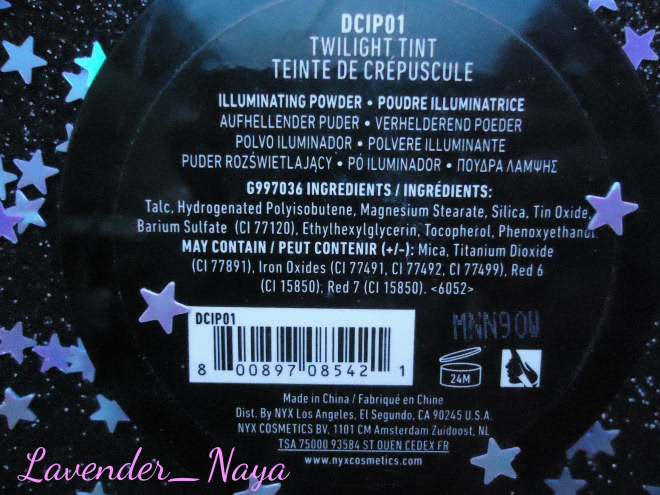 DCIP01
TWILIGHT TINT
TEINTE DE CRÉPUSCULE
ILLUMINATING POWDER • POUDRE ILLUMINATRICE
AUFHELLENDER PUDER • VERHELDEREND POEDER
POLVO ILUMINADOR • POLVERE ILLUMINANTE
PUDER ROZŚWIETLAJĄCY • PÓ ILUMINADOR • ΠΟΥΔΡΑ ΛΑΜΨΗΣ
G997036 INGREDIENTS / INGRÉDIENTS:
Talc, Hydrogenated Polyisobutene, Magnesium Stearate, Silica, Tin Oxide,
Barium Sulfate (CI 77120), Ethylhexylglycerin, Tocopherol, Phenoxyethanol.
MAY CONTAIN / PEUT CONTENIR (+/-): Mica, Titanium Dioxide
(CI 77891), Iron Oxides (CI 77491, CI 77492, CI 77499), Red 6
(CI 15850), Red 7 (CI 15850). <6052>
DCIP01
8 00897 08542 1
MNN90W
24M
Made in China / Fabriqué en Chine
Dist. By NYX Los Angeles, El Segundo, CA 90245 U.S.A.
NYX COSMETICS BV, 1101 CM Amsterdam Zuidoost, NL
TSA 75000 93584 ST OUEN CEDEX FR
www.nyxcosmetics.com
Lavender_Naya